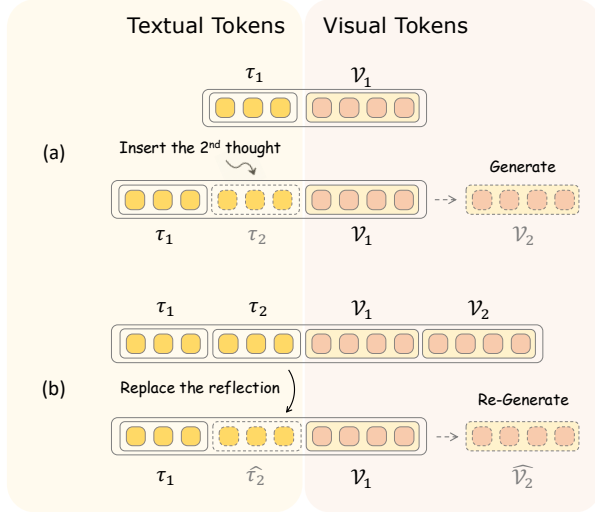 Textual Tokens Visual Tokens
τ₁ 𝒱₁
(a)
Insert the 2ⁿᵈ thought
Generate
τ₁ τ₂ 𝒱₁ 𝒱₂
τ₁ τ₂ 𝒱₁ 𝒱₂
(b)
Replace the reflection
Re-Generate
τ₁ τ̂₂ 𝒱₁ 𝒱̂₂